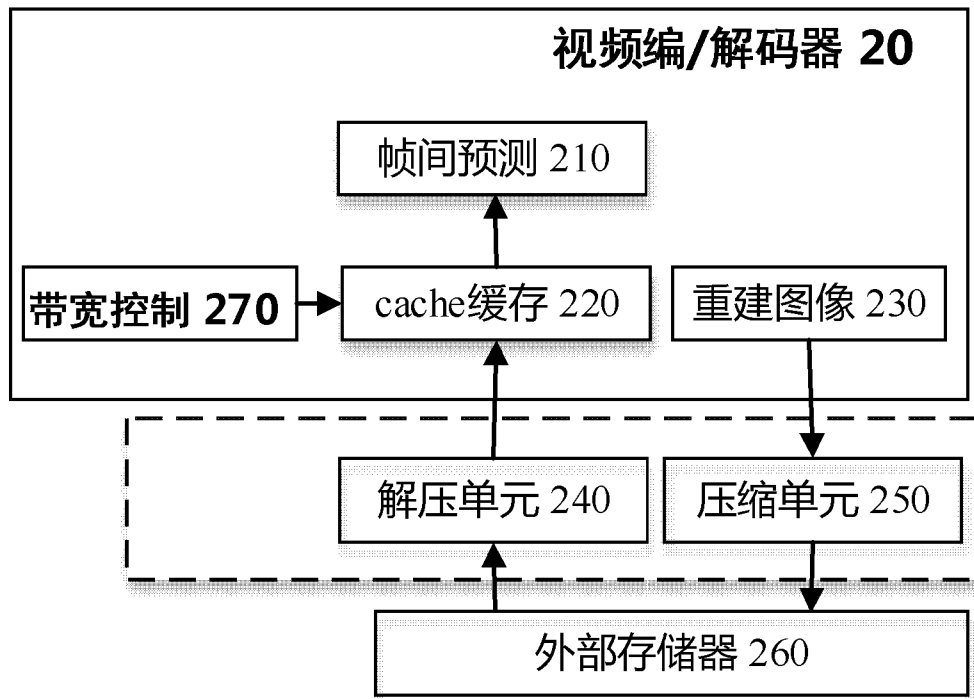 视频编/解码器 20
帧间预测 210
带宽控制 270
cache缓存 220
重建图像 230
解压单元 240
压缩单元 250
外部存储器 260